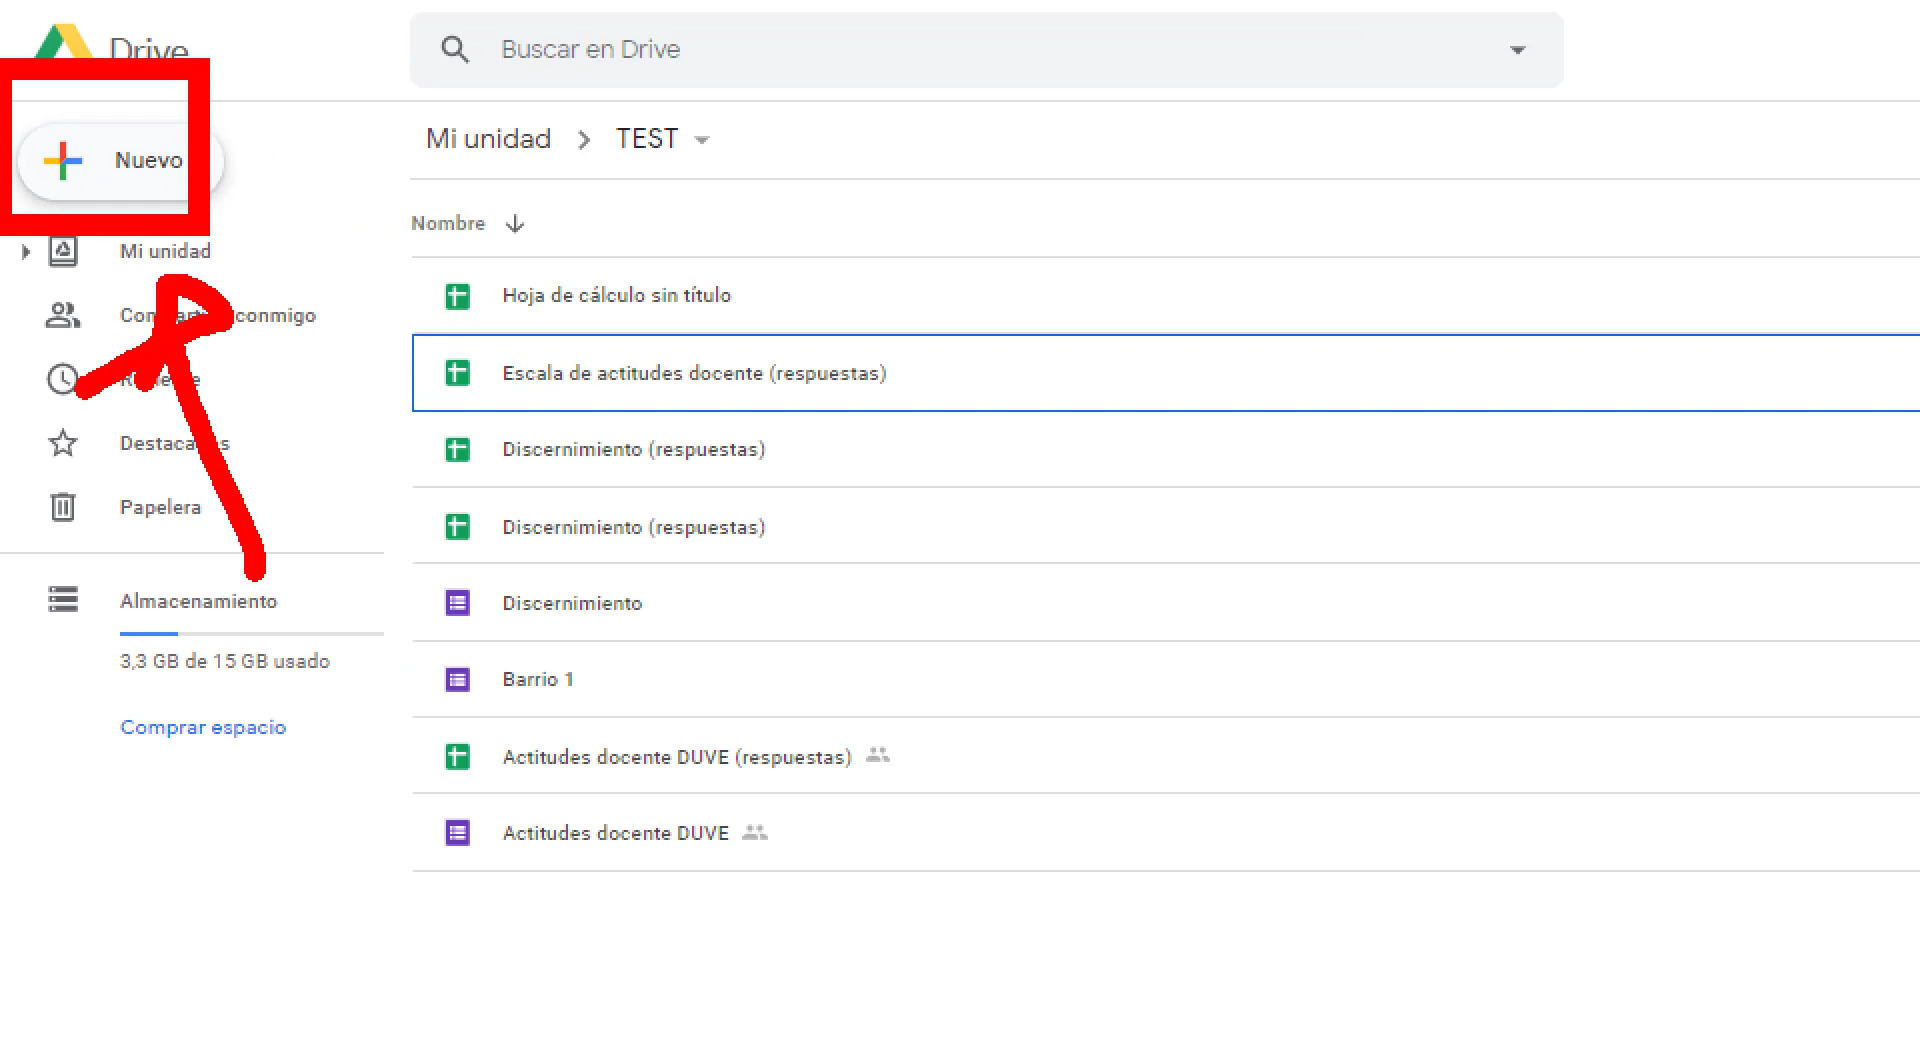 Drive
Buscar en Drive
Nuevo
Mi unidad > TEST
Nombre
Mi unidad
conmigo
Papelera
Almacenamiento
3,3 GB de 15 GB usado
Comprar espacio
Hoja de cálculo sin título
Escala de actitudes docente (respuestas)
Discernimiento (respuestas)
Discernimiento (respuestas)
Discernimiento
Barrio 1
Actitudes docente DUVE (respuestas)
Actitudes docente DUVE